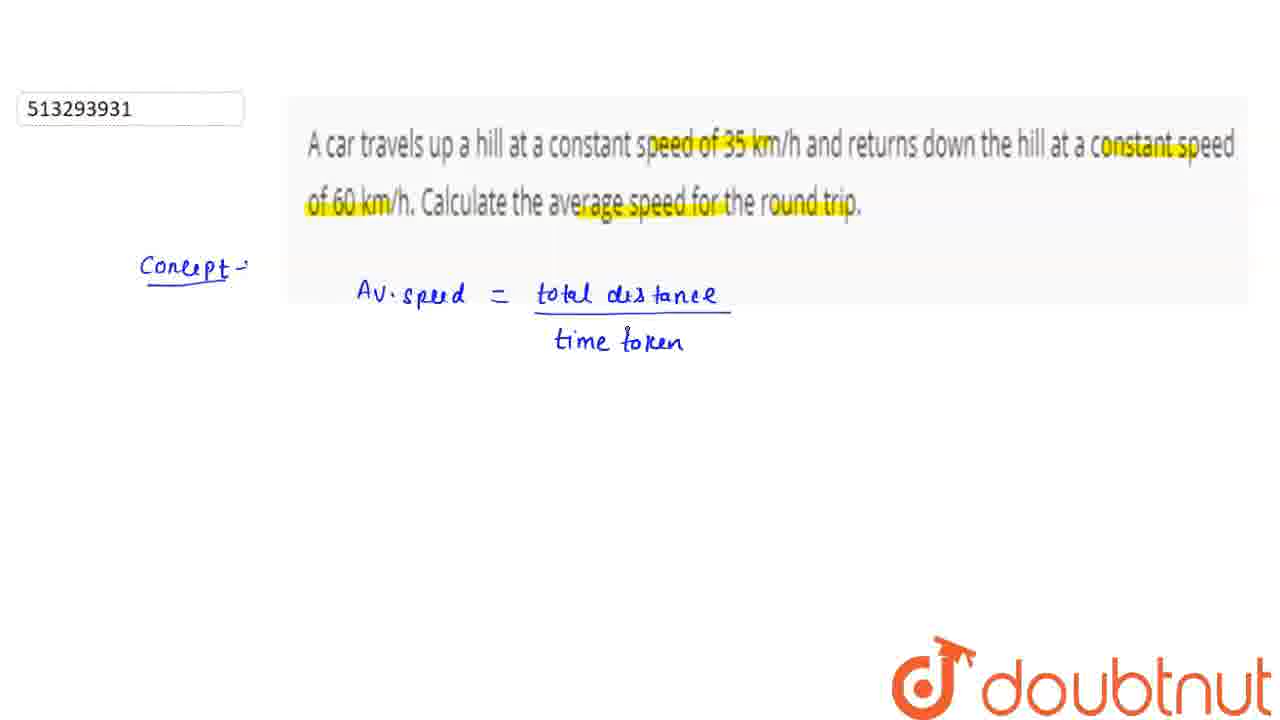 513293931
A car travels up a hill at a constant speed of 35 km/h and returns down the hill at a constant speed
of 60 km/h. Calculate the average speed for the round trip.
Concept →
Av. speed = total distance
time token
doubtnut